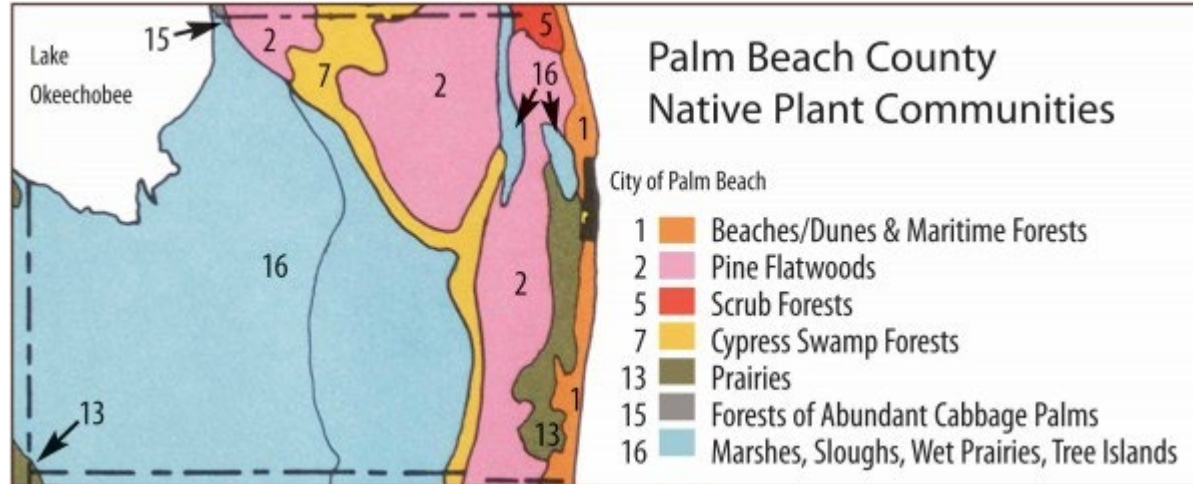 Palm Beach County
Native Plant Communities
City of Palm Beach
1 Beaches/Dunes & Maritime Forests
2 Pine Flatwoods
5 Scrub Forests
7 Cypress Swamp Forests
13 Prairies
15 Forests of Abundant Cabbage Palms
16 Marshes, Sloughs, Wet Prairies, Tree Islands
Lake
Okeechobee
15
2
7
2
5
16
1
16
2
1
13
13